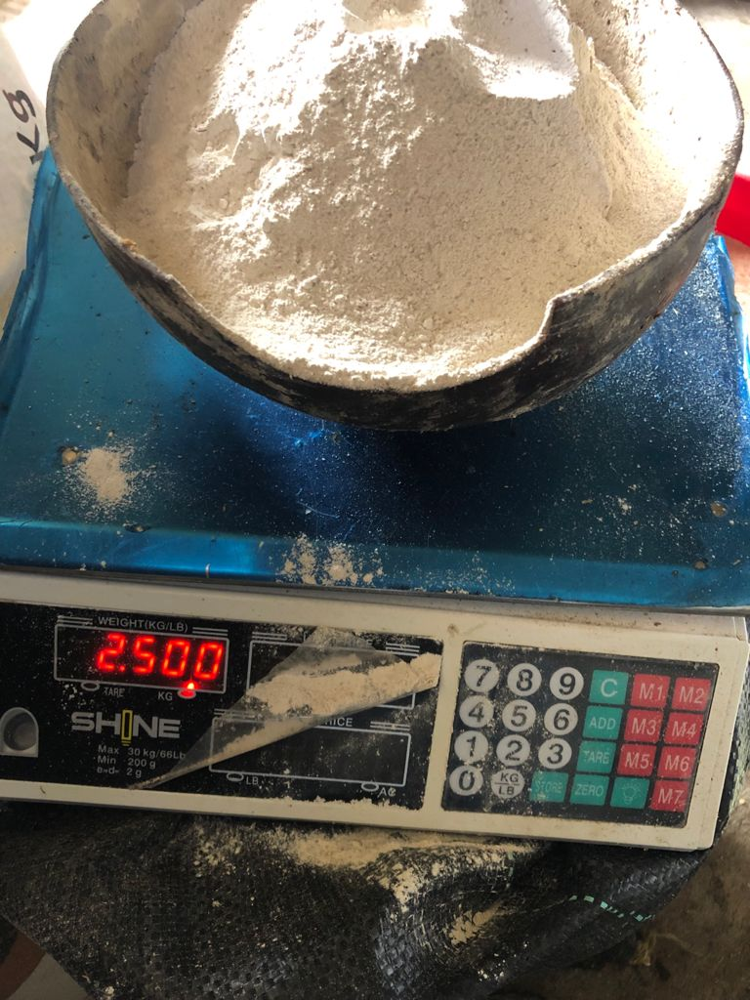 Kg
WEIGHT(KG/LB)
2.500
TARE KG
SHINE
Max 30 kg/66Lb
Min 200 g
e=d= 2 g
LB
7 8 9 C M1 M2
4 5 6 ADD M3 M4
1 2 3 TARE M5 M6
0 KG LB STORE ZERO M7